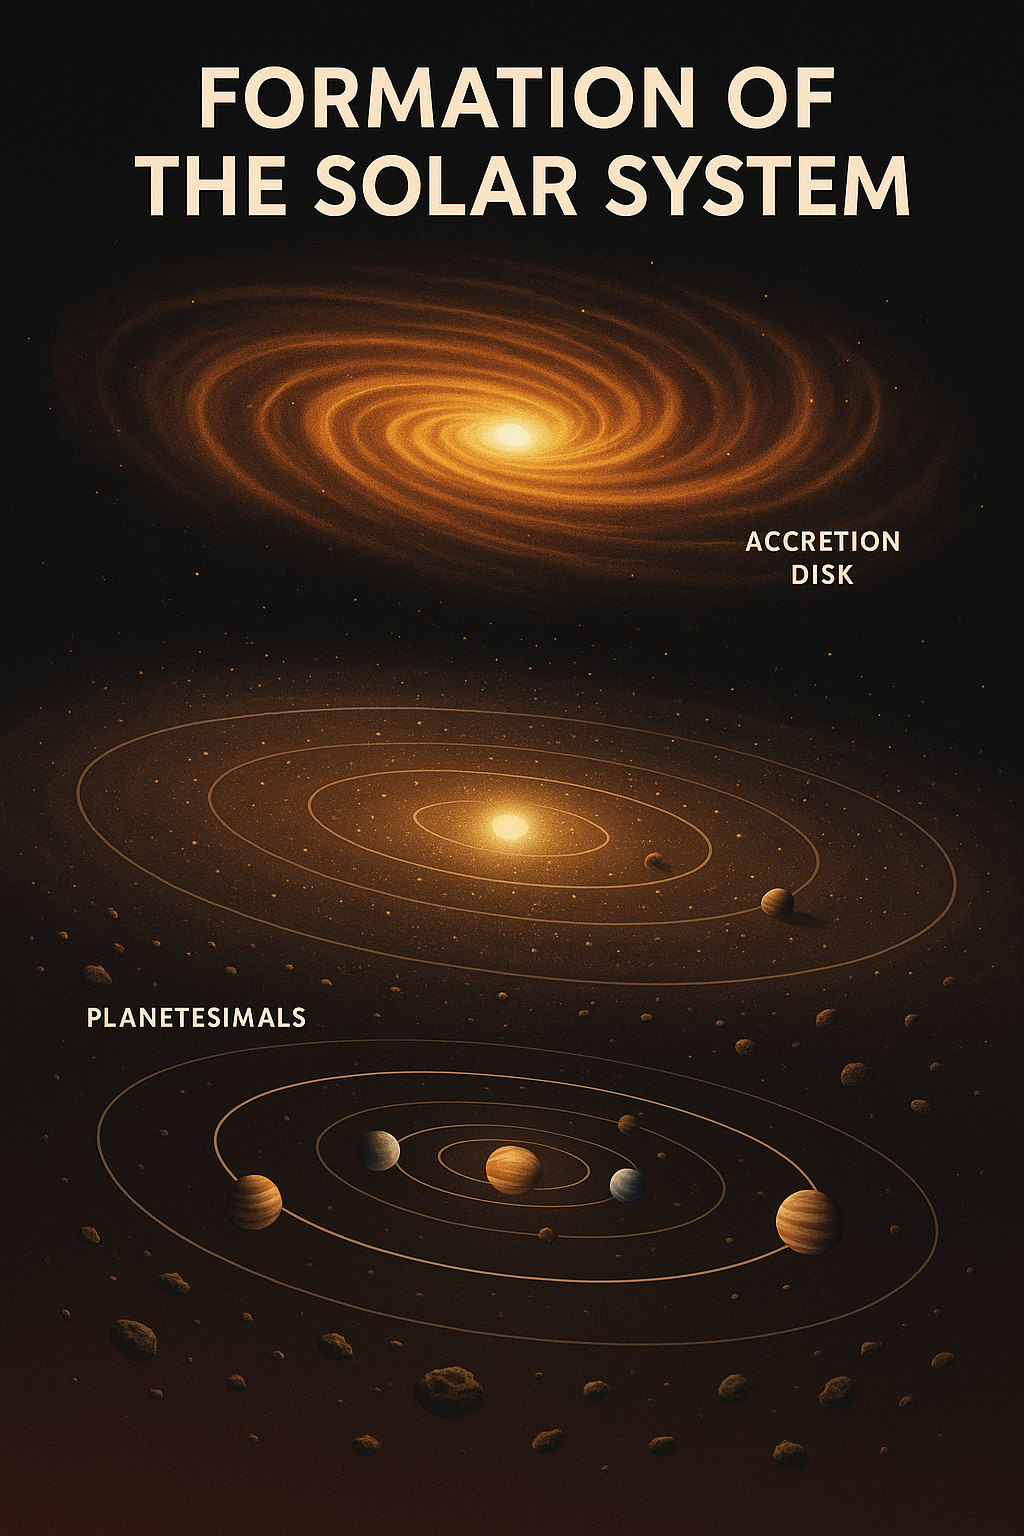 FORMATION OF
THE SOLAR SYSTEM
ACCRETION
DISK
PLANETESIMALS